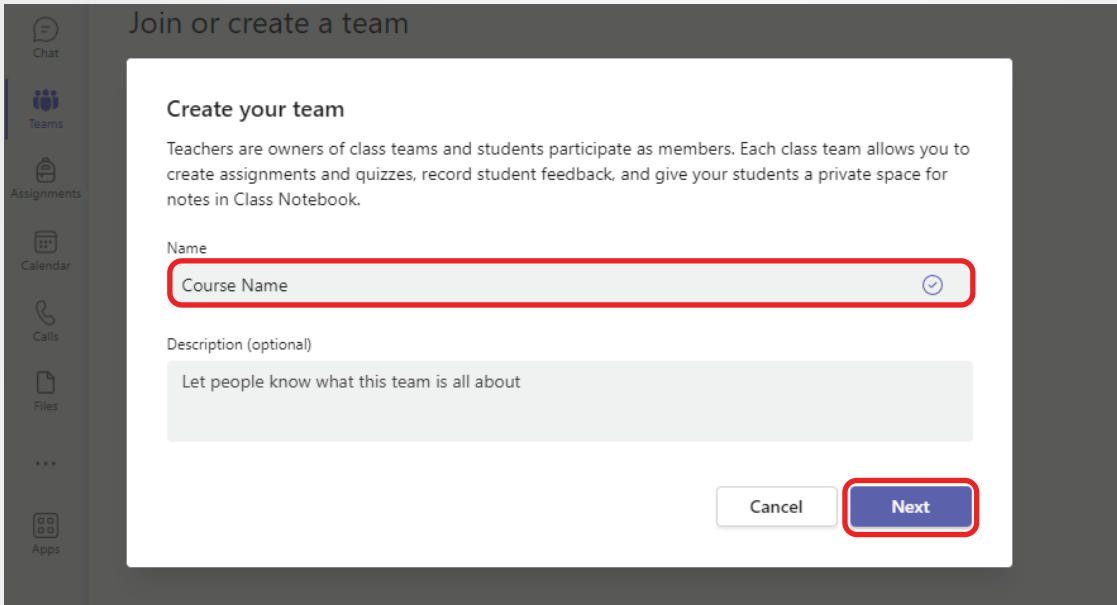 Join or create a team
Chat
Teams
Assignments
Calendar
Calls
Files
Apps
Create your team
Teachers are owners of class teams and students participate as members. Each class team allows you to
create assignments and quizzes, record student feedback, and give your students a private space for
notes in Class Notebook.
Name
Course Name
Description (optional)
Let people know what this team is all about
Cancel
Next